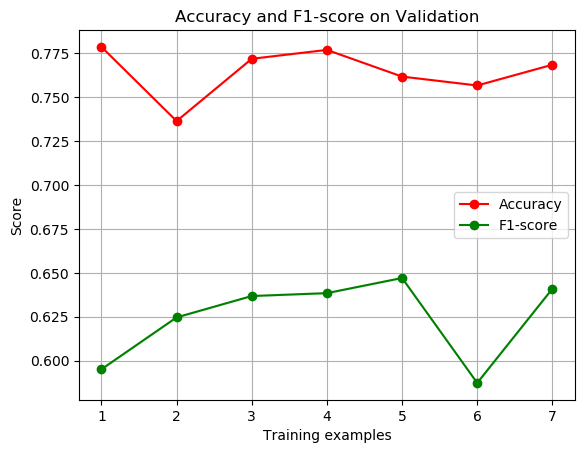 Accuracy and F1-score on Validation
0.775
0.750
0.725
0.700
0.675
0.650
0.625
0.600
Score
Accuracy
F1-score
1 2 3 4 5 6 7
Training examples